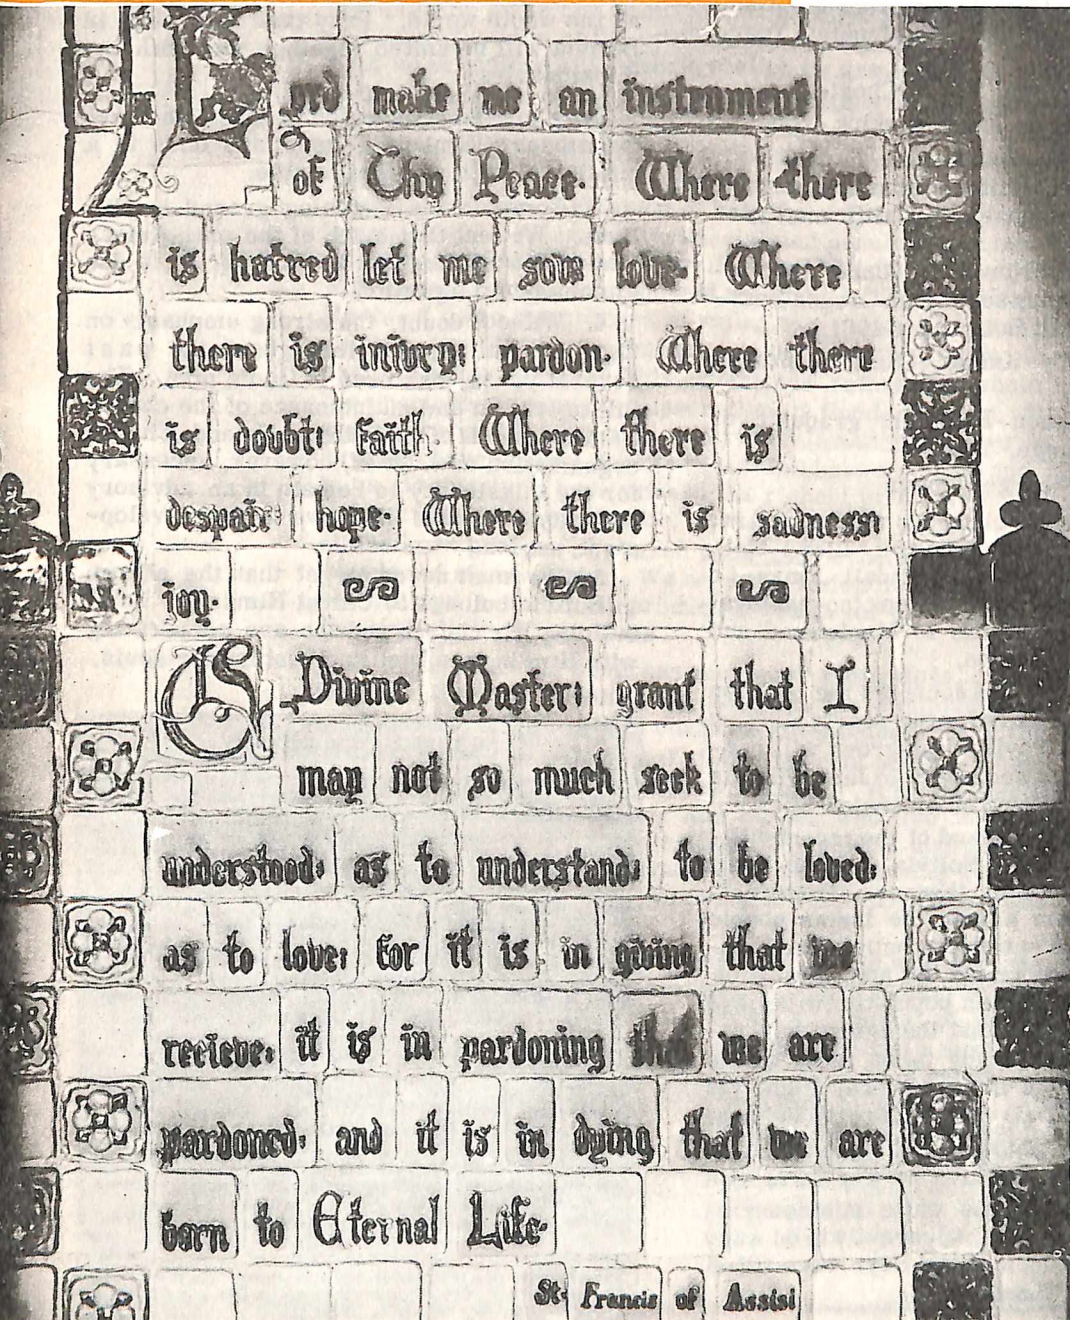 Lord make me an instrument
of Thy Peace. Where there
is hatred let me sow love. Where
there is injury: pardon. Where there
is doubt: faith. Where there is
despair: hope. Where there is sadness
joy.
O Divine Master: grant that I
may not so much seek to be
understood: as to understand: to be loved:
as to love: for it is in giving that we
recieve: it is in pardoning that we are
pardoned: and it is in dying that we are
born to Eternal Life.
St. Francis of Assisi